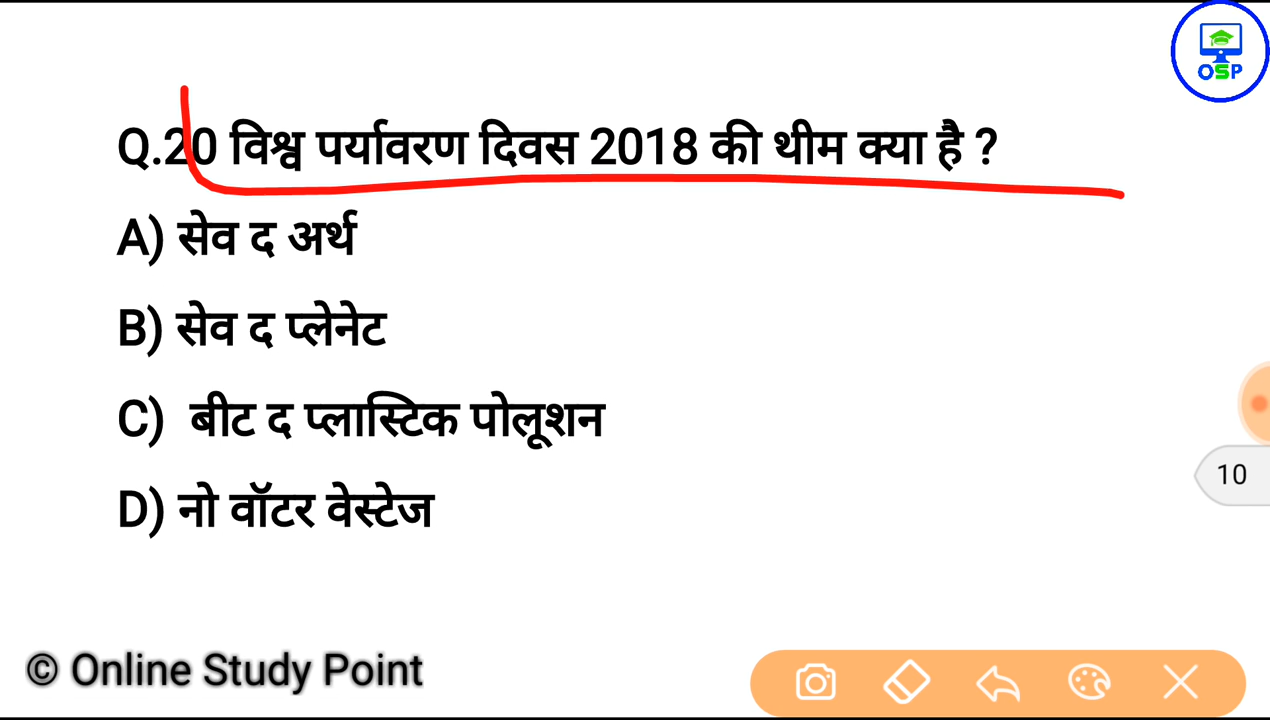 OSP
Q.20 विश्व पर्यावरण दिवस 2018 की थीम क्या है ?
A) सेव द अर्थ
B) सेव द प्लेनेट
C) बीट द प्लास्टिक पोलूशन
10
D) नो वॉटर वेस्टेज
© Online Study Point